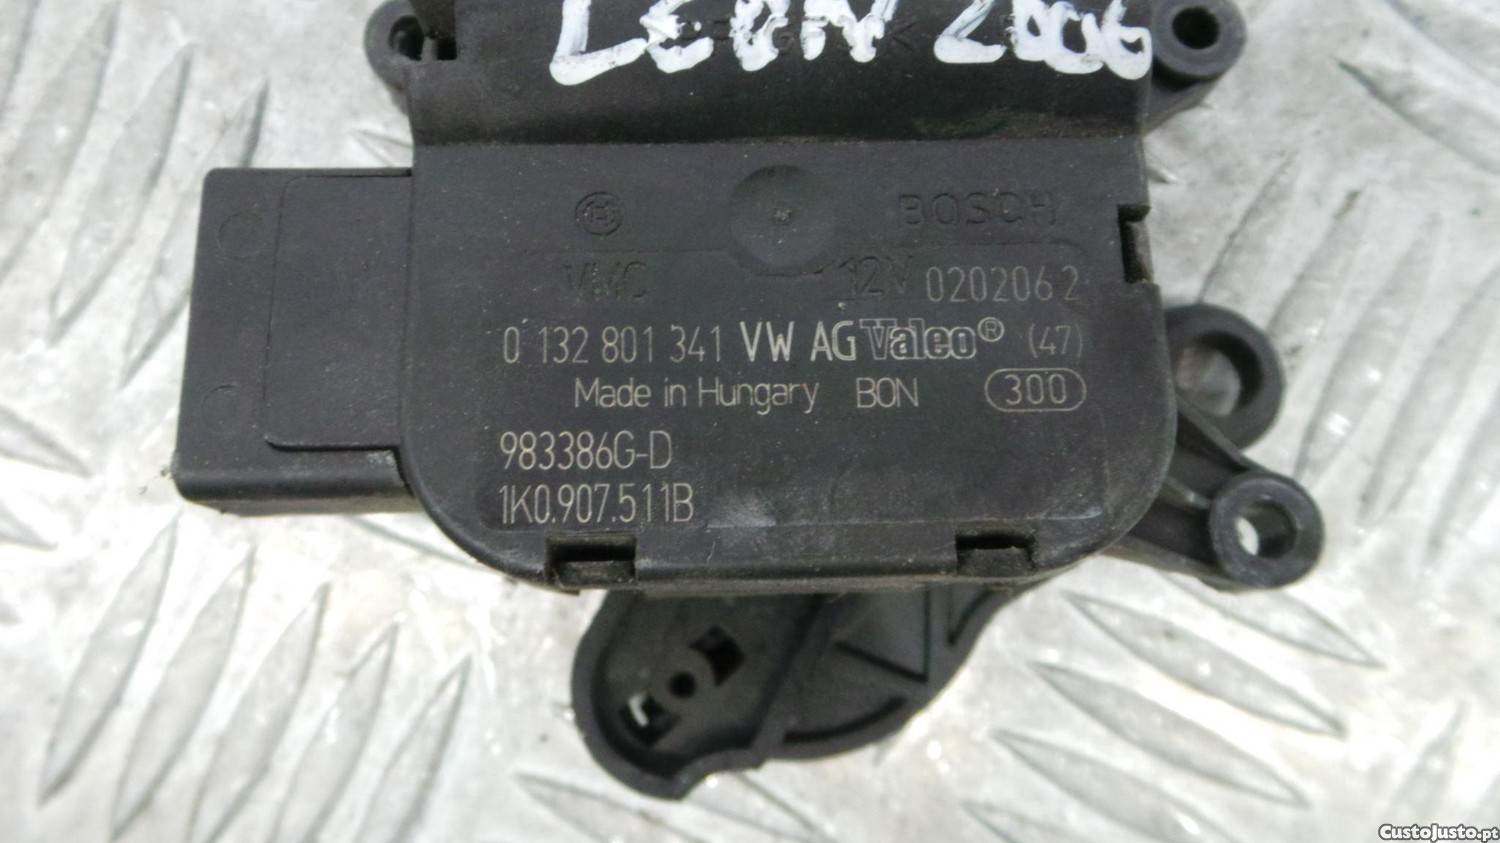 LEON 2006
BOSCH
VMC 12V 0202062
0 132 801 341 VW AG Valeo® (47)
Made in Hungary BON 300
983386G-D
1K0.907.511B
CustoJusto.pt